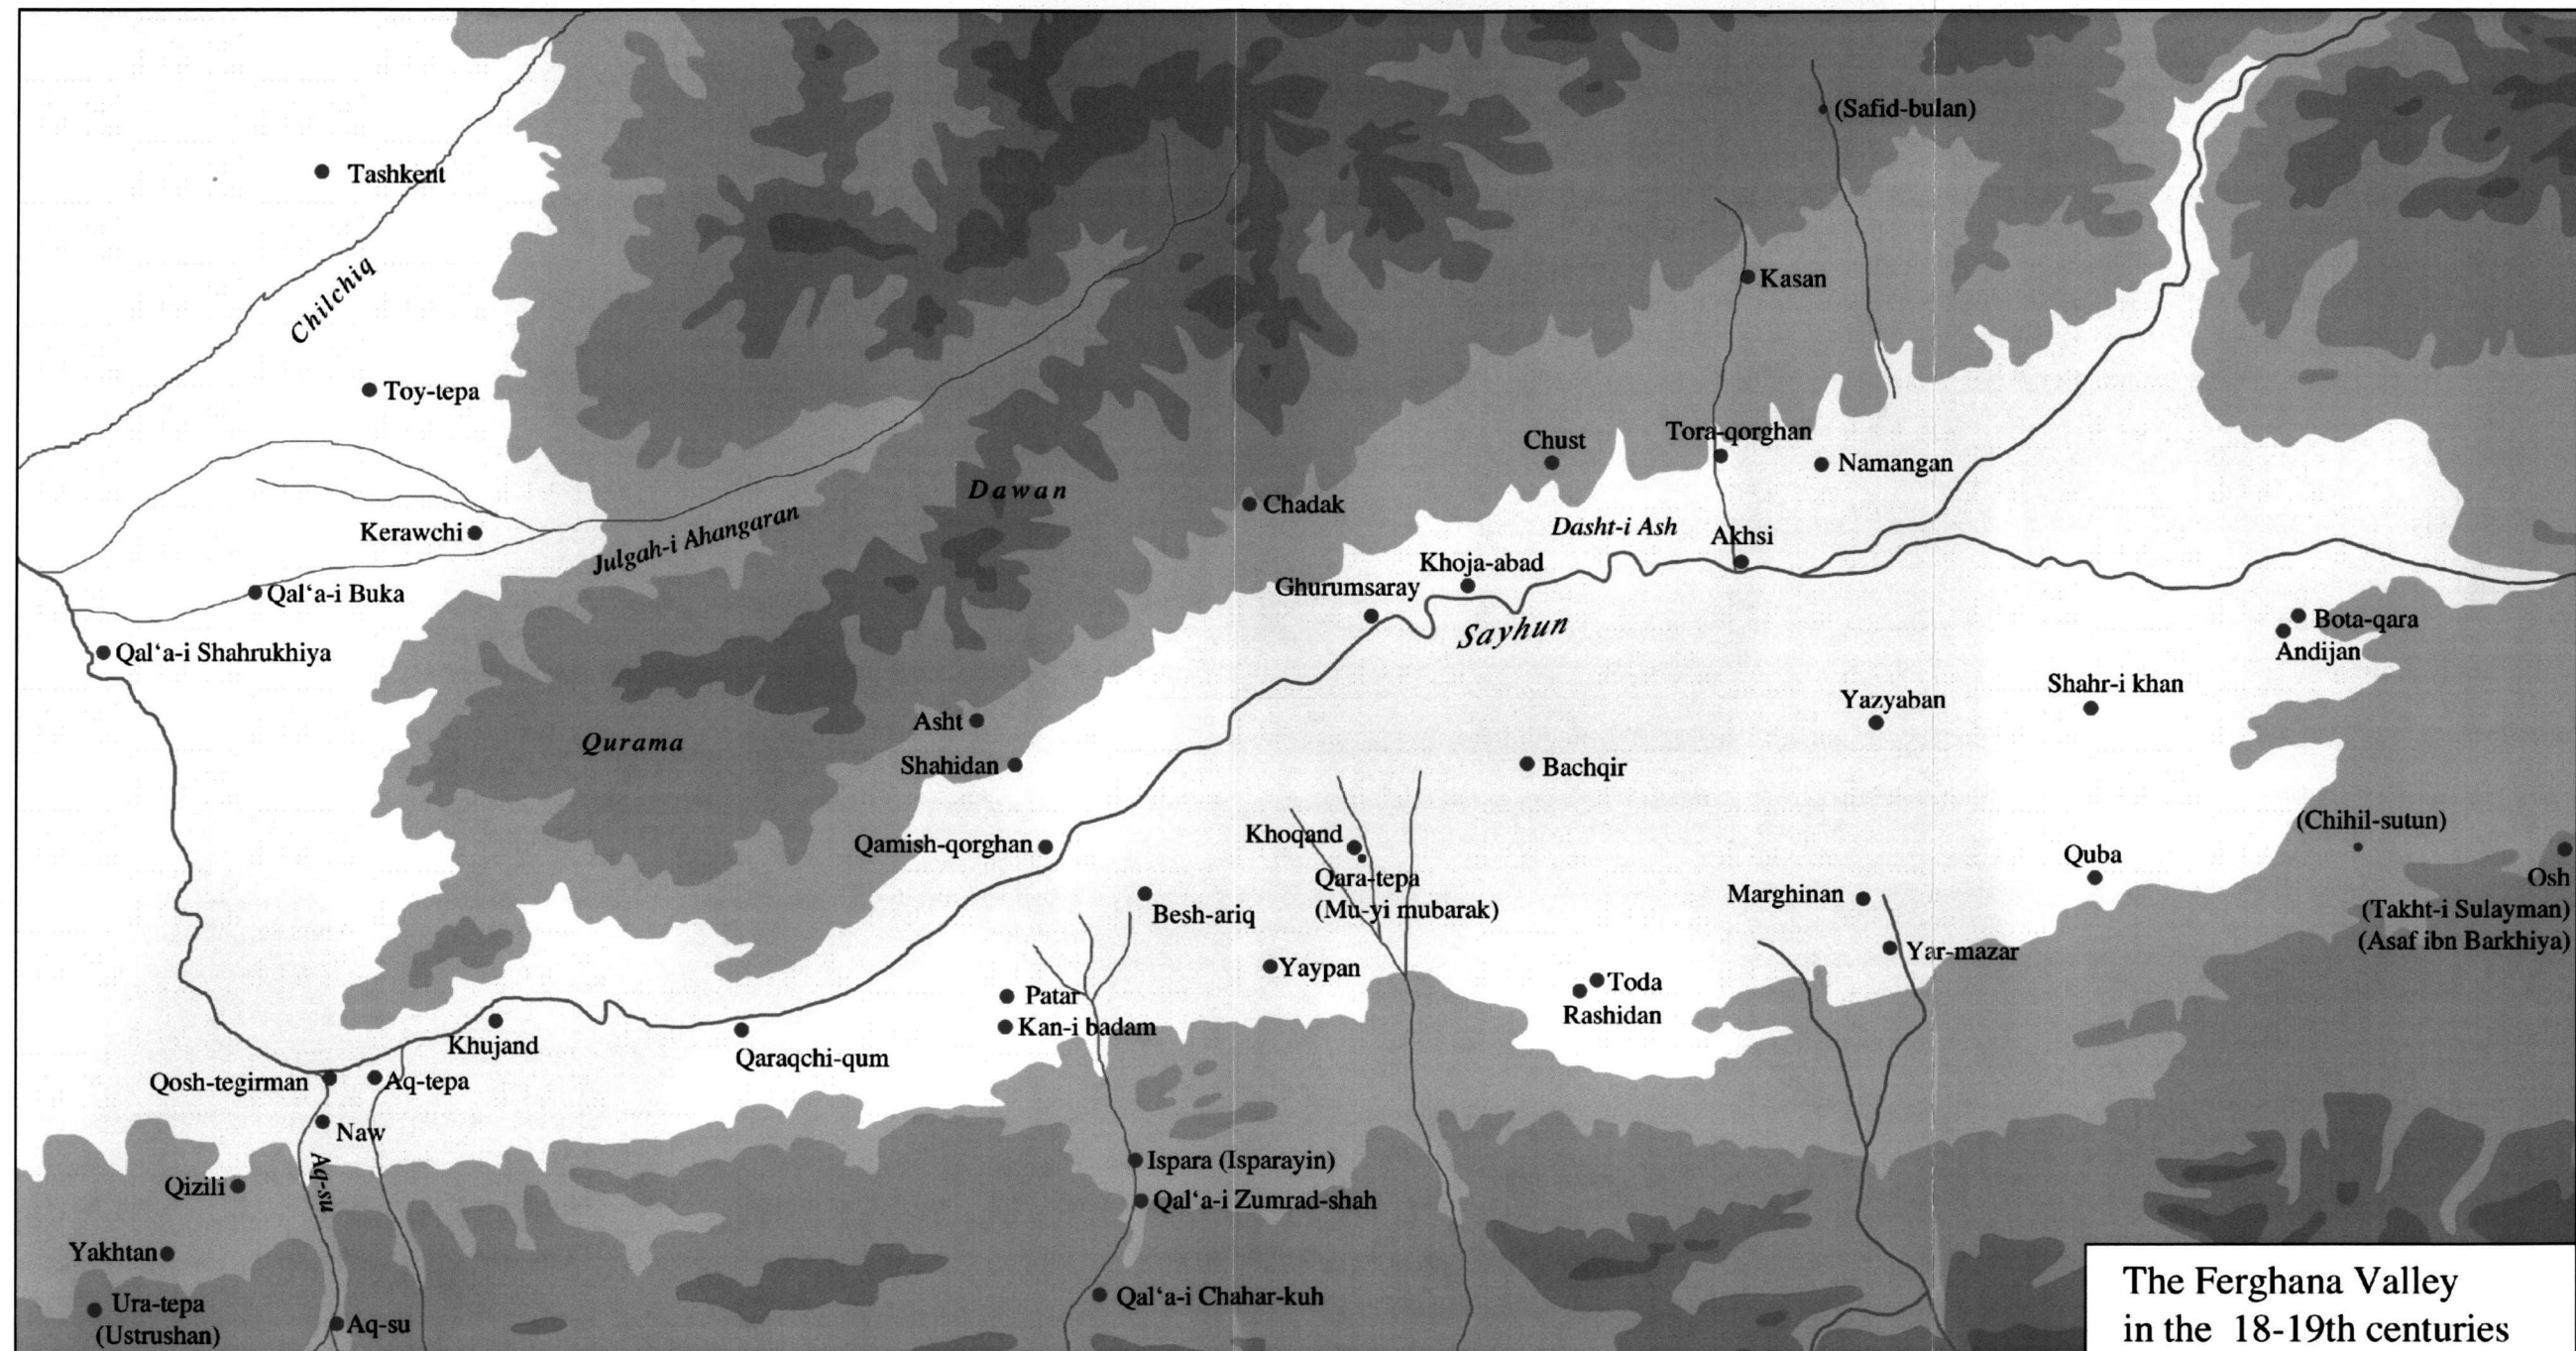 (Safid-bulan)
Tashkent
Chilchiq
Kasan
Toy-tepa
Chust
Tora-qorghan
Namangan
Dawan
Chadak
Kerawchi
Julgah-i Ahangaran
Dasht-i Ash
Akhsi
Khoja-abad
Ghurumsaray
Qal‘a-i Buka
Sayhun
Bota-qara
Andijan
Qal‘a-i Shahrukhiya
Shahr-i khan
Yazyaban
Asht
Qurama
Shahidan
Bachqir
(Chihil-sutun)
Khoqand
Qamish-qorghan
Quba
Qara-tepa
(Mu-yi mubarak)
Osh
(Takht-i Sulayman)
(Asaf ibn Barkhiya)
Marghinan
Besh-ariq
Yar-mazar
Yaypan
Toda
Rashidan
Patar
Kan-i badam
Khujand
Qaraqchi-qum
Qosh-tegirman
Aq-tepa
Naw
Aq-su
Ispara (Isparayin)
Qizili
Qal‘a-i Zumrad-shah
Yakhtan
Qal‘a-i Chahar-kuh
Ura-tepa
(Ustrushan)
Aq-su
The Ferghana Valley
in the 18-19th centuries